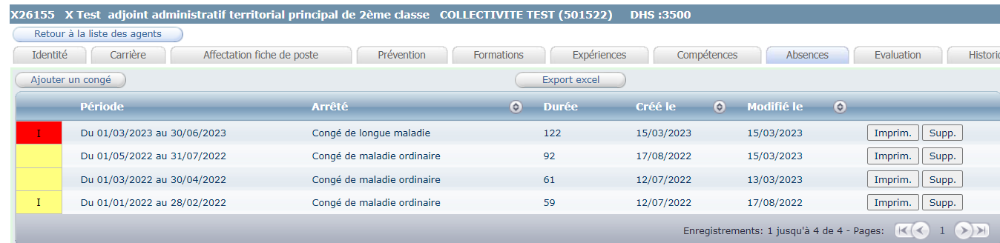 X26155 X Test adjoint administratif territorial principal de 2ème classe COLLECTIVITE TEST (501522) DHS :3500
Retour à la liste des agents
Identité Carrière Affectation fiche de poste Prévention Formations Expériences Compétences Absences Evaluation
Ajouter un congé Export excel
Période Arrêté Durée Créé le Modifié le
I Du 01/03/2023 au 30/06/2023 Congé de longue maladie 122 15/03/2023 15/03/2023 Imprim. Supp.
Du 01/05/2022 au 31/07/2022 Congé de maladie ordinaire 92 17/08/2022 15/03/2023 Imprim. Supp.
Du 01/03/2022 au 30/04/2022 Congé de maladie ordinaire 61 12/07/2022 13/03/2023 Imprim. Supp.
I Du 01/01/2022 au 28/02/2022 Congé de maladie ordinaire 59 12/07/2022 17/08/2022 Imprim. Supp.
Enregistrements: 1 jusqu'à 4 de 4 - Pages: 1